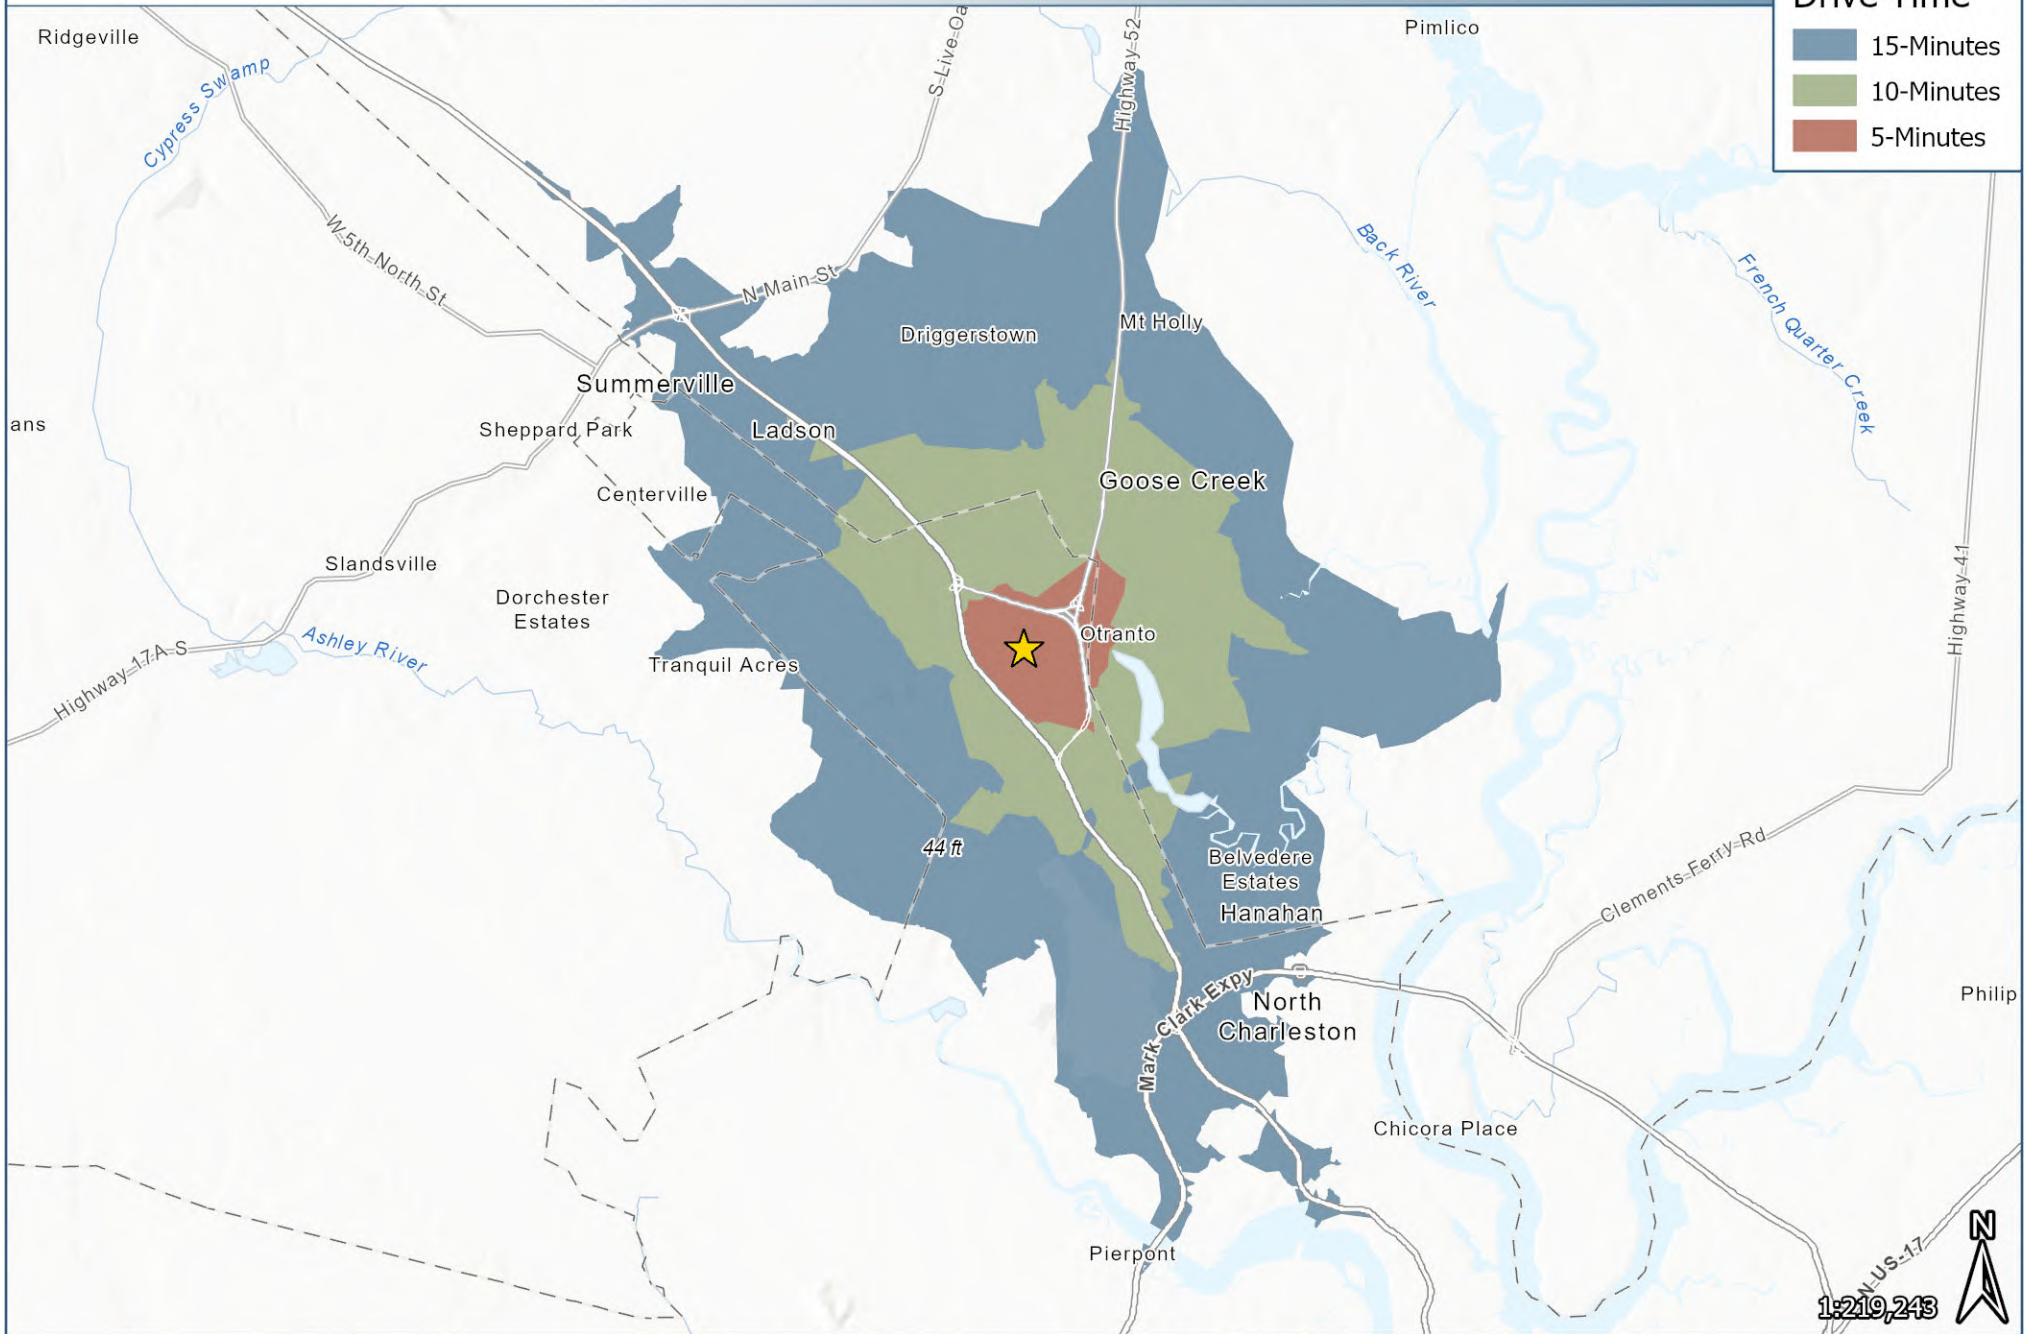 Drive Time
15-Minutes
10-Minutes
5-Minutes
Ridgeville
Cypress Swamp
S-Live-Oa
Highway-52
Pimlico
W-5th-North-St
N Main-St
Back River
French Quarter Creek
Driggerstown
Mt Holly
Summerville
Sheppard Park
Ladson
ans
Goose Creek
Centerville
Slandsville
Dorchester
Estates
Highway-41
Ashley River
Highway-17A-S
Otranto
Tranquil Acres
44 ft
Belvedere
Estates
Hanahan
Clements-Ferry-Rd
Mark Clark Expy
North
Charleston
Philip
Chicora Place
Pierpont
N-US-17
N
1:219,243